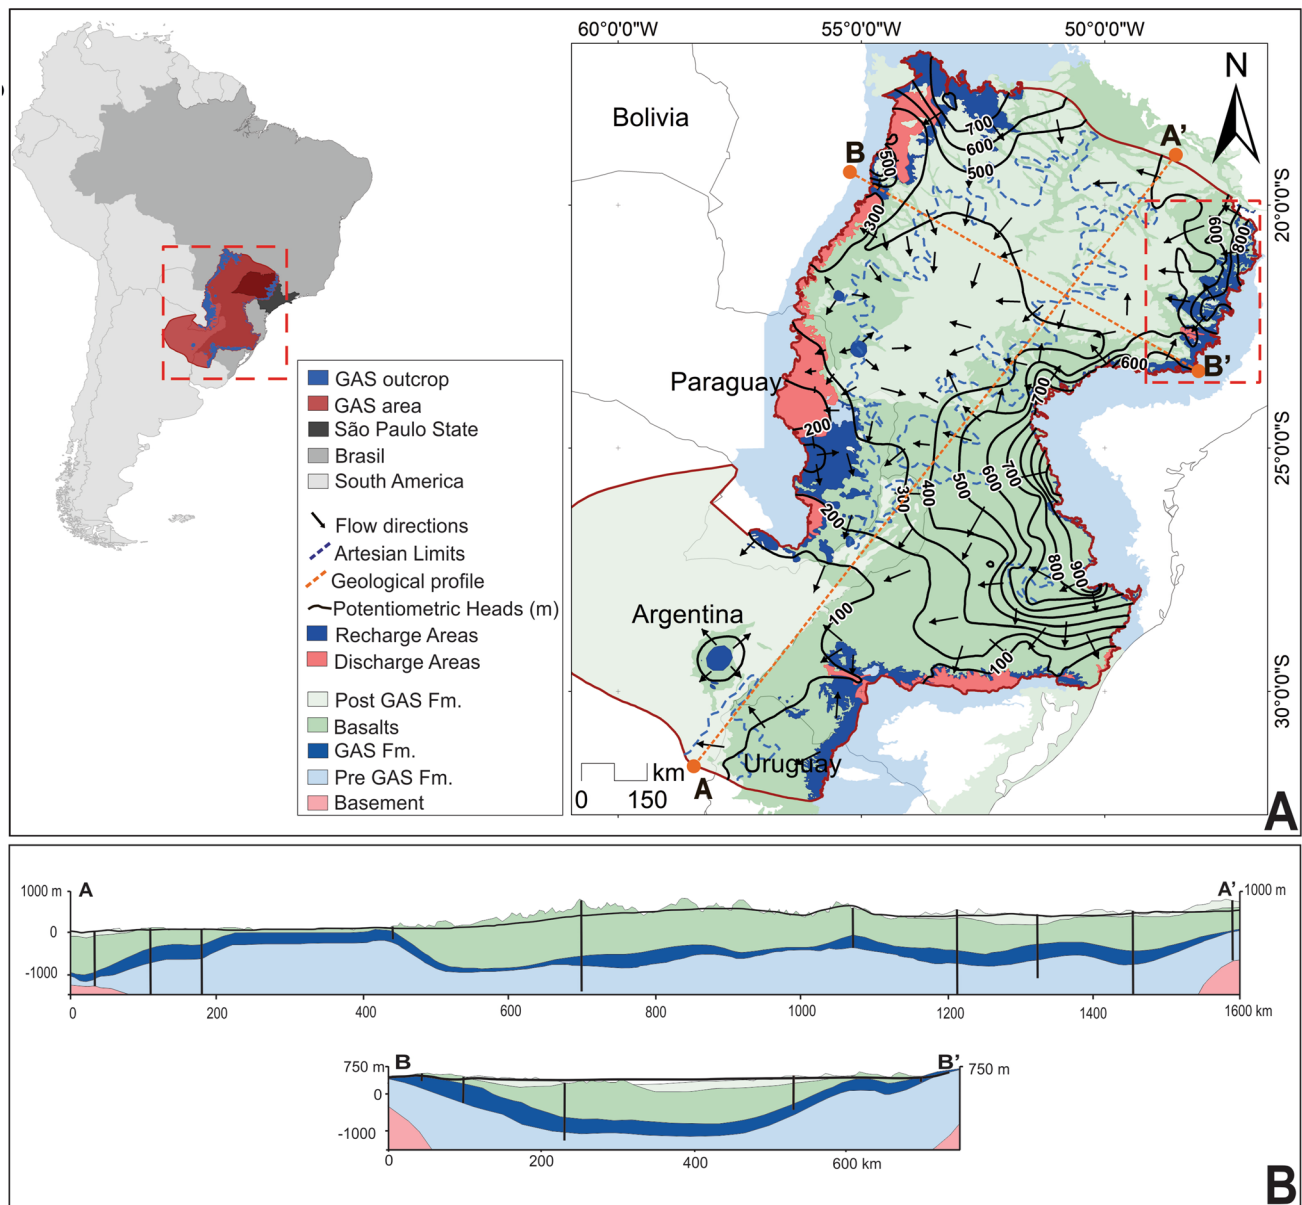 60°0'0"W
55°0'0"W
50°0'0"W
N
Bolivia
B
A'
700
600
500
500
300
600
800
20°0'0"S
B'
600
700
Paraguay
200
25°0'0"S
200
300
400
500
600
700
800
900
Argentina
100
100
30°0'0"S
Uruguay
A
km
0 150
A
GAS outcrop
GAS area
São Paulo State
Brasil
South America
Flow directions
Artesian Limits
Geological profile
Potentiometric Heads (m)
Recharge Areas
Discharge Areas
Post GAS Fm.
Basalts
GAS Fm.
Pre GAS Fm.
Basement
1000 m
A
A'
1000 m
0
-1000
0 200 400 600 800 1000 1200 1400 1600 km
750 m
B
B'
750 m
0
-1000
0 200 400 600 km
B